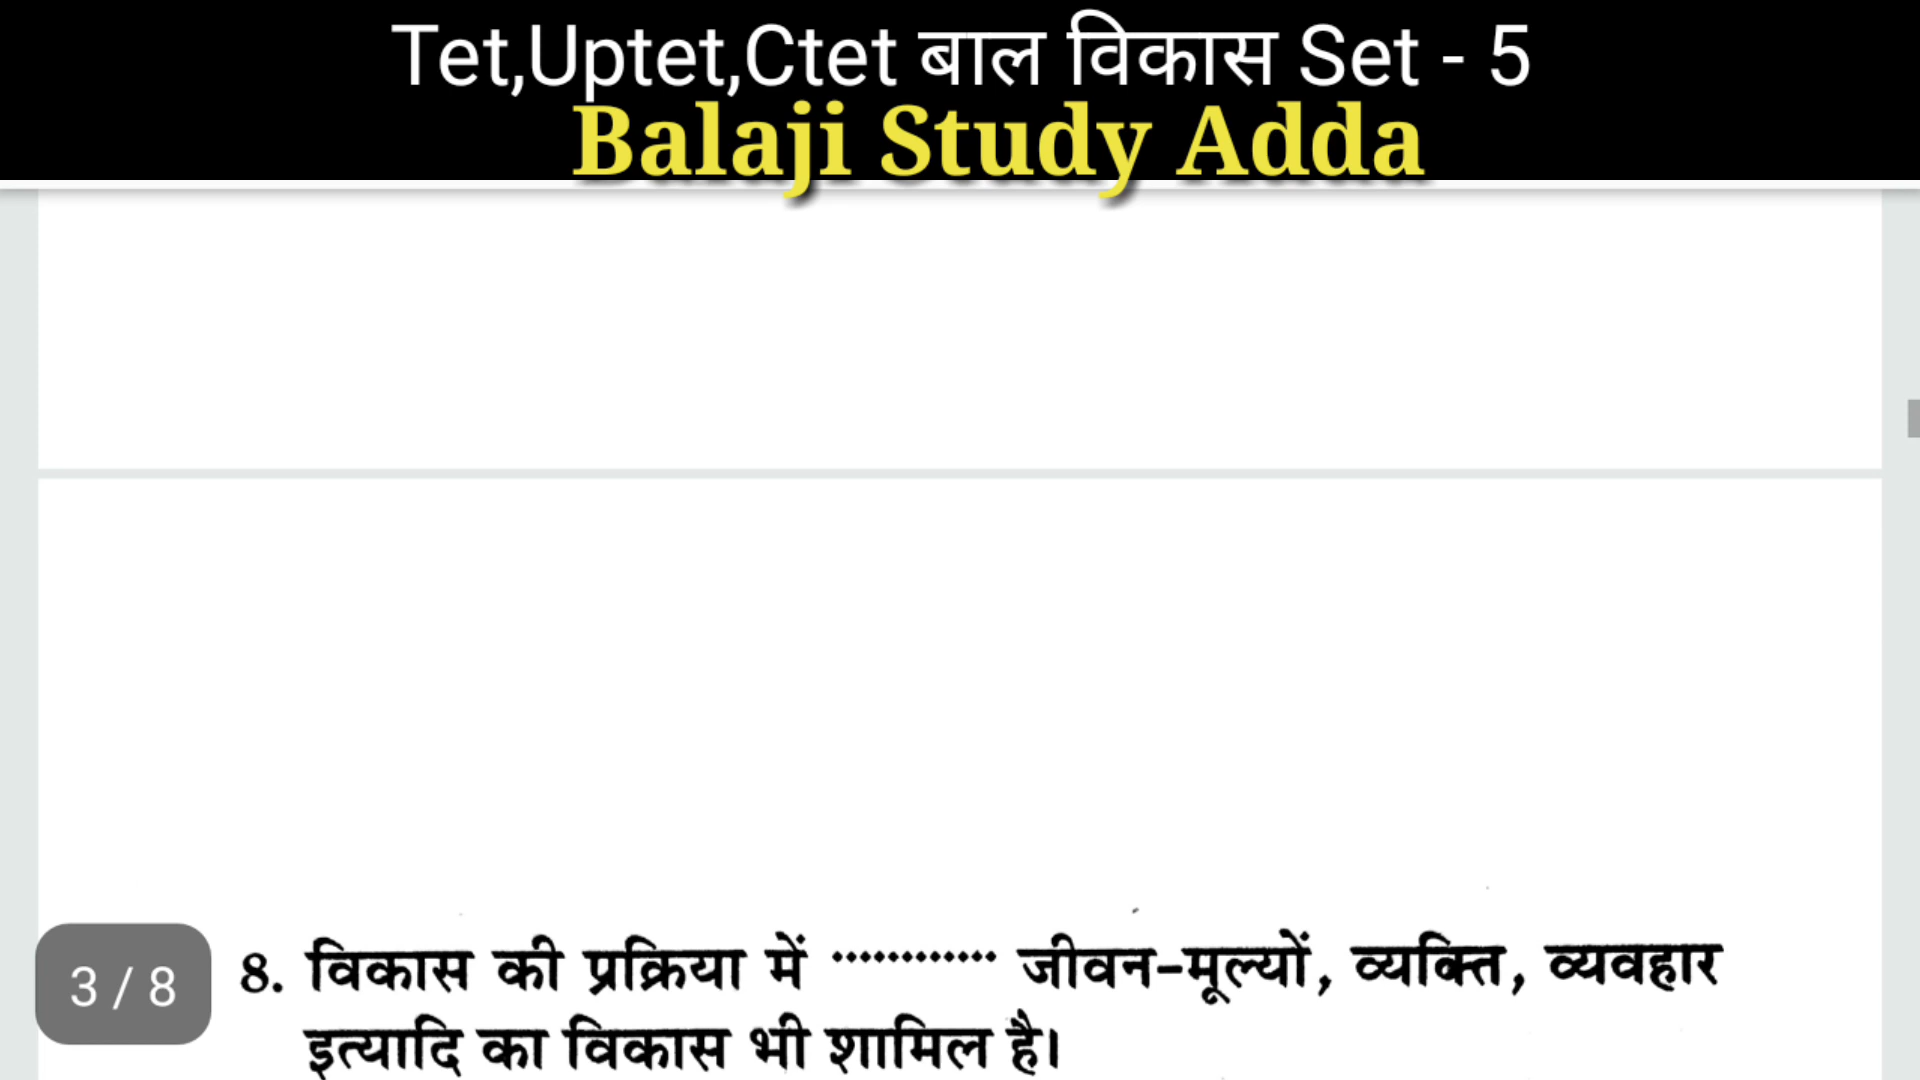 Tet,Uptet,Ctet बाल विकास Set - 5
Balaji Study Adda
3 / 8
8. विकास की प्रक्रिया में ............ जीवन-मूल्यों, व्यक्ति, व्यवहार
इत्यादि का विकास भी शामिल है।